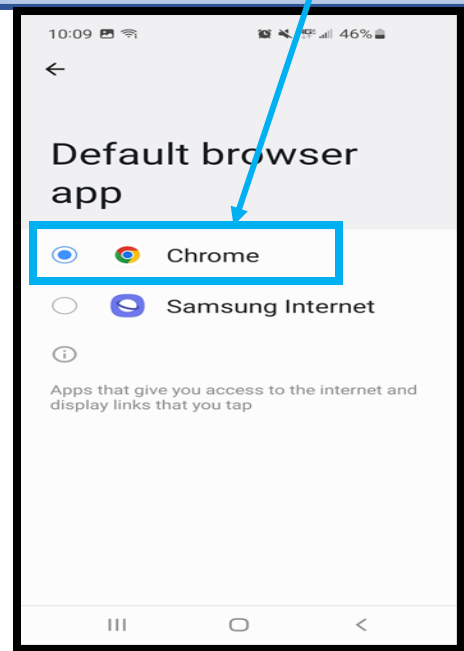 10:09 46%
Default browser
app
Chrome
Samsung Internet
Apps that give you access to the internet and
display links that you tap